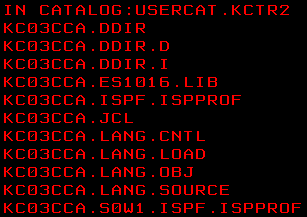 IN CATALOG:USERCAT.KCTR2
KC03CCA.DDIR
KC03CCA.DDIR.D
KC03CCA.DDIR.I
KC03CCA.ES1016.LIB
KC03CCA.ISPF.ISPPROF
KC03CCA.JCL
KC03CCA.LANG.CNTL
KC03CCA.LANG.LOAD
KC03CCA.LANG.OBJ
KC03CCA.LANG.SOURCE
KC03CCA.S0W1.ISPF.ISPPROF